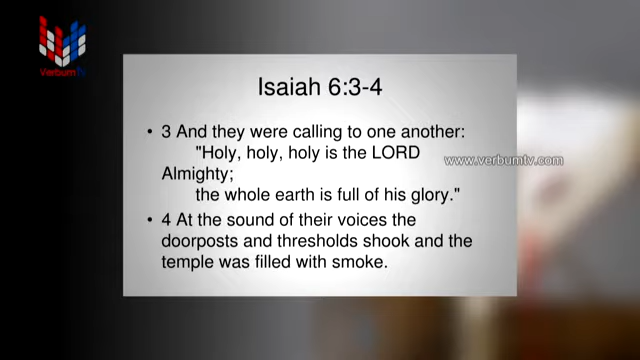 VerbumTv
Isaiah 6:3-4
• 3 And they were calling to one another:
"Holy, holy, holy is the LORD
Almighty;
www.verbumtv.com
the whole earth is full of his glory."
• 4 At the sound of their voices the
doorposts and thresholds shook and the
temple was filled with smoke.